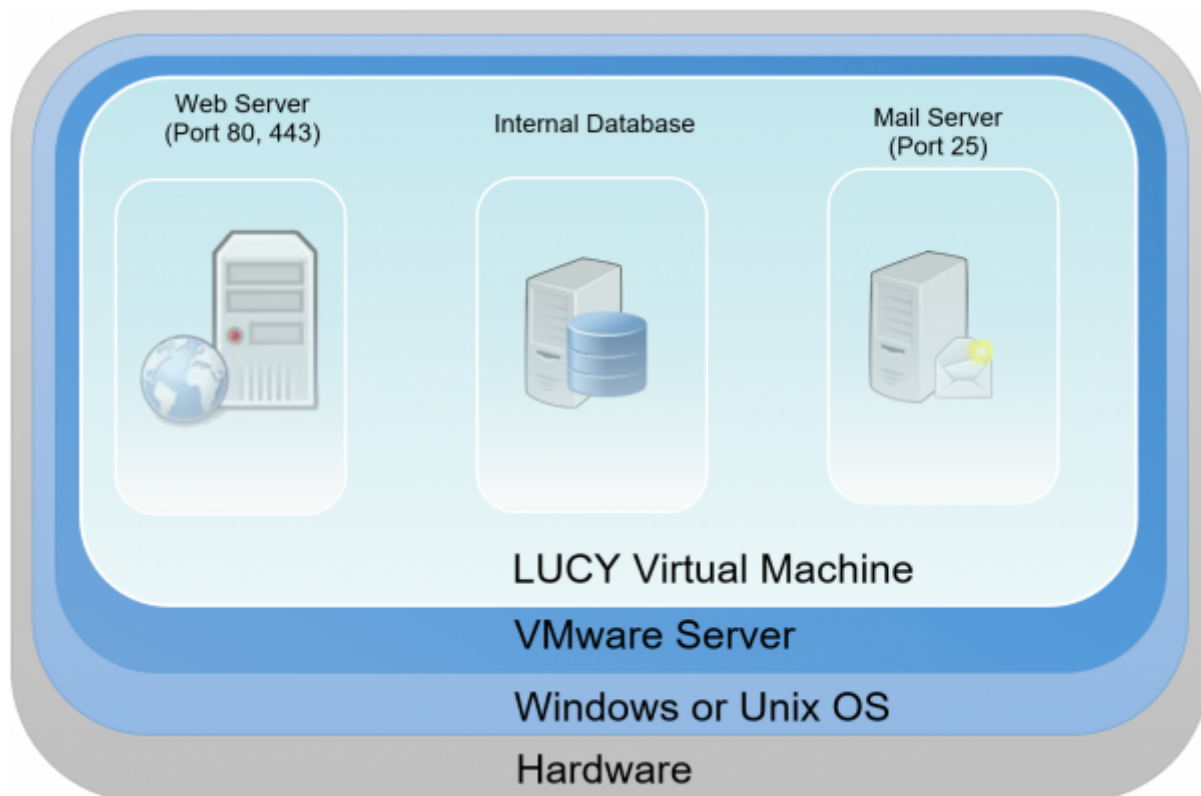 Web Server
(Port 80, 443)
Internal Database
Mail Server
(Port 25)
LUCY Virtual Machine
VMware Server
Windows or Unix OS
Hardware